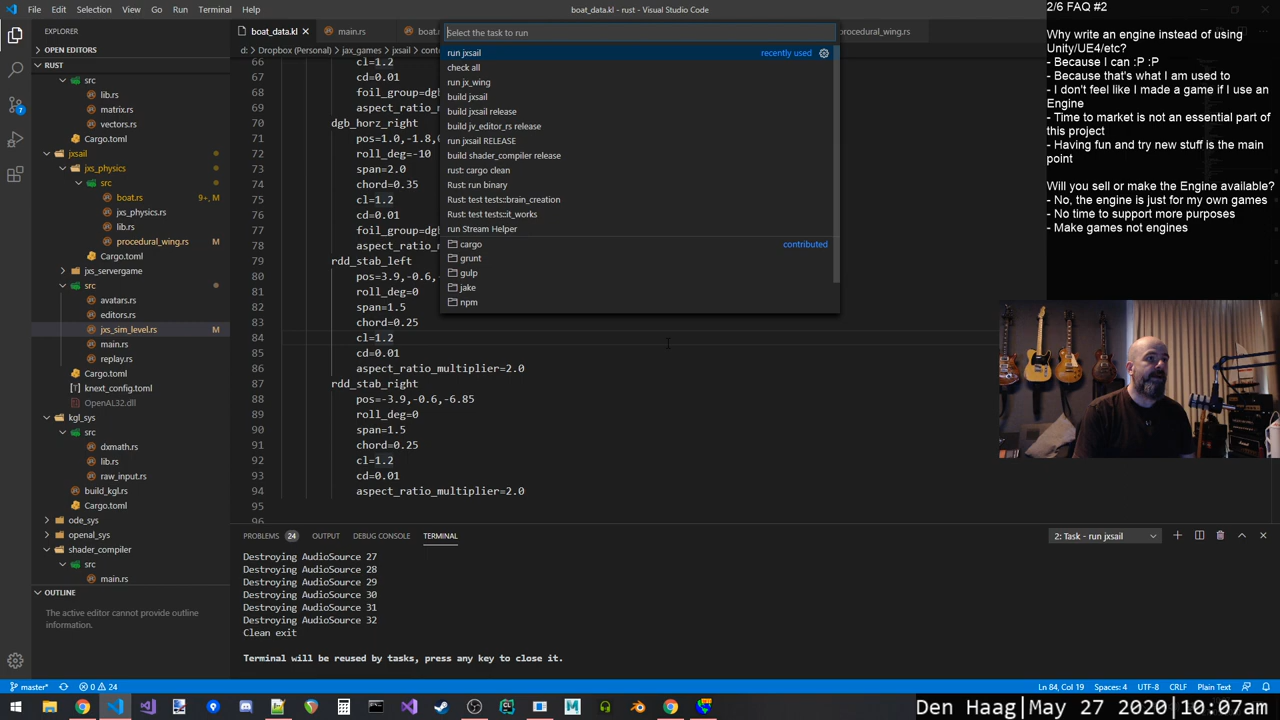 File Edit Selection View Go Run Terminal Help
boat_data.kl - rust - Visual Studio Code
EXPLORER
OPEN EDITORS
RUST
src
lib.rs
matrix.rs
vectors.rs
Cargo.toml
jxsail
jxs_physics
src
boat.rs 9+, M
jxs_physics.rs
lib.rs
procedural_wing.rs M
Cargo.toml
jxs_servergame
src
avatars.rs
editors.rs
jxs_sim_level.rs M
main.rs
replay.rs
Cargo.toml
knext_config.toml
OpenAL32.dll
kgl_sys
src
dxmath.rs
lib.rs
raw_input.rs
build_kgl.rs
Cargo.toml
ode_sys
openal_sys
shader_compiler
src
main.rs
OUTLINE
The active editor cannot provide outline
information.
boat_data.kl main.rs boat.
procedural_wing.rs
d: > Dropbox (Personal) > jax_games > jxsail > cont
66 cl=1.2
67 cd=0.01
68 foil_group=dgb
69 aspect_ratio_m
70 dgb_horz_right
71 pos=1.0,-1.8,0
72 roll_deg=-10
73 span=2.0
74 chord=0.35
75 cl=1.2
76 cd=0.01
77 foil_group=dgb
78 aspect_ratio_m
79 rdd_stab_left
80 pos=3.9,-0.6,-
81 roll_deg=0
82 span=1.5
83 chord=0.25
84 cl=1.2
85 cd=0.01
86 aspect_ratio_multiplier=2.0
87 rdd_stab_right
88 pos=-3.9,-0.6,-6.85
89 roll_deg=0
90 span=1.5
91 chord=0.25
92 cl=1.2
93 cd=0.01
94 aspect_ratio_multiplier=2.0
95
96
Select the task to run
run jxsail recently used
check all
run jx_wing
build jxsail
build jxsail release
build jv_editor_rs release
run jxsail RELEASE
build shader_compiler release
rust: cargo clean
Rust: run binary
Rust: test tests::brain_creation
Rust: test tests::it_works
run Stream Helper
cargo contributed
grunt
gulp
jake
npm
PROBLEMS 24 OUTPUT DEBUG CONSOLE TERMINAL
2: Task - run jxsail
Destroying AudioSource 27
Destroying AudioSource 28
Destroying AudioSource 29
Destroying AudioSource 30
Destroying AudioSource 31
Destroying AudioSource 32
Clean exit
Terminal will be reused by tasks, press any key to close it.
2/6 FAQ #2
Why write an engine instead of using
Unity/UE4/etc?
- Because I can :P :P
- Because that's what I am used to
- I don't feel like I made a game if I use an
Engine
- Time to market is not an essential part of
this project
- Having fun and try new stuff is the main
point
Will you sell or make the Engine available?
- No, the engine is just for my own games
- No time to support more purposes
- Make games not engines
master* 0 24
Ln 84, Col 19 Spaces: 4 UTF-8 CRLF Plain Text
Den Haag|May 27 2020|10:07am